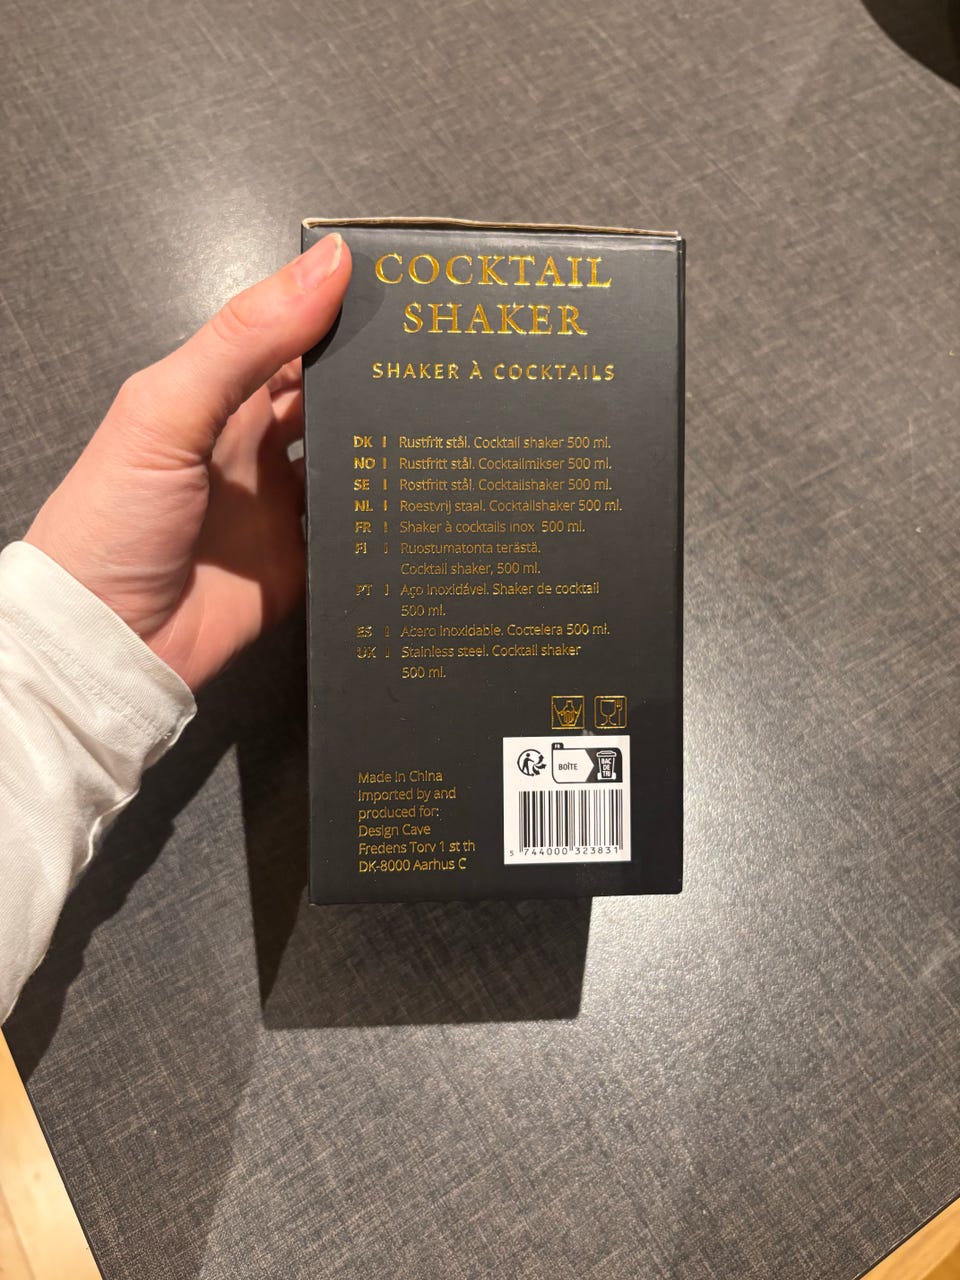 COCKTAIL
SHAKER
SHAKER À COCKTAILS
DK | Rustfrit stål. Cocktail shaker 500 ml.
NO | Rustfritt stål. Cocktailmikser 500 ml.
SE | Rostfritt stål. Cocktailshaker 500 ml.
NL | Roestvrij staal. Cocktailshaker 500 ml.
FR | Shaker à cocktails inox 500 ml.
FI | Ruostumatonta terästä.
Cocktail shaker, 500 ml.
PT | Aço inoxidável. Shaker de cocktail
500 ml.
ES | Acero inoxidable. Coctelera 500 ml.
UK | Stainless steel. Cocktail shaker
500 ml.
FR
BOÎTE
BAC
DE
TRI
Made in China
Imported by and
produced for:
Design Cave
Fredens Torv 1 st th
DK-8000 Aarhus C
5 744000 323831